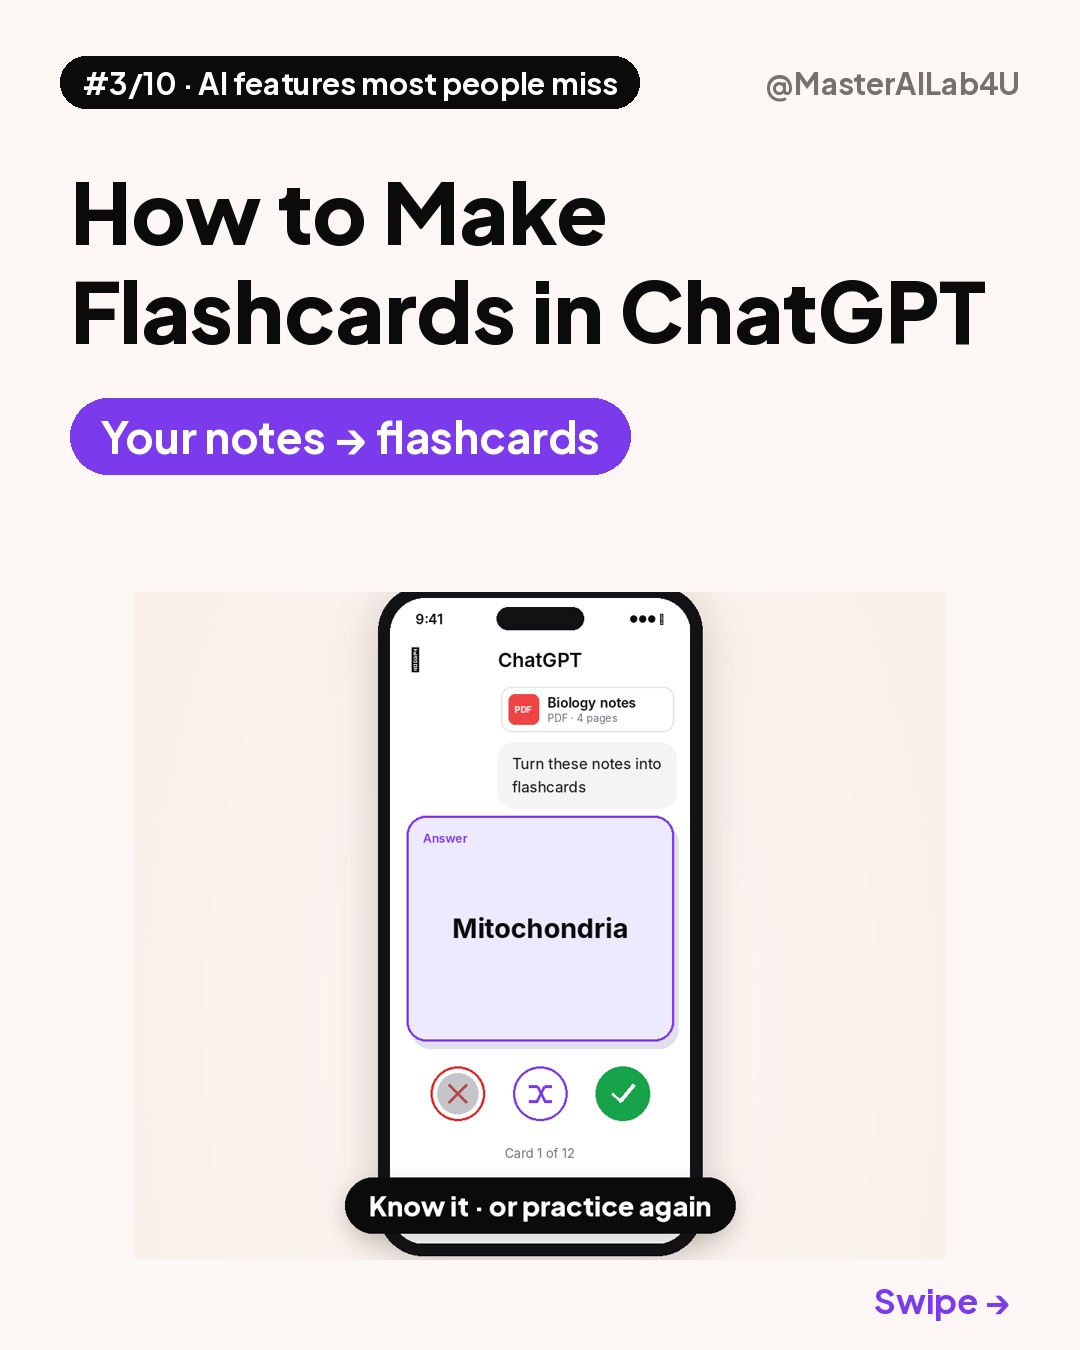 #3/10 · AI features most people miss
@MasterAILab4U
How to Make
Flashcards in ChatGPT
Your notes → flashcards
9:41
ChatGPT
PDF
Biology notes
PDF · 4 pages
Turn these notes into
flashcards
Answer
Mitochondria
Card 1 of 12
Know it · or practice again
Swipe →